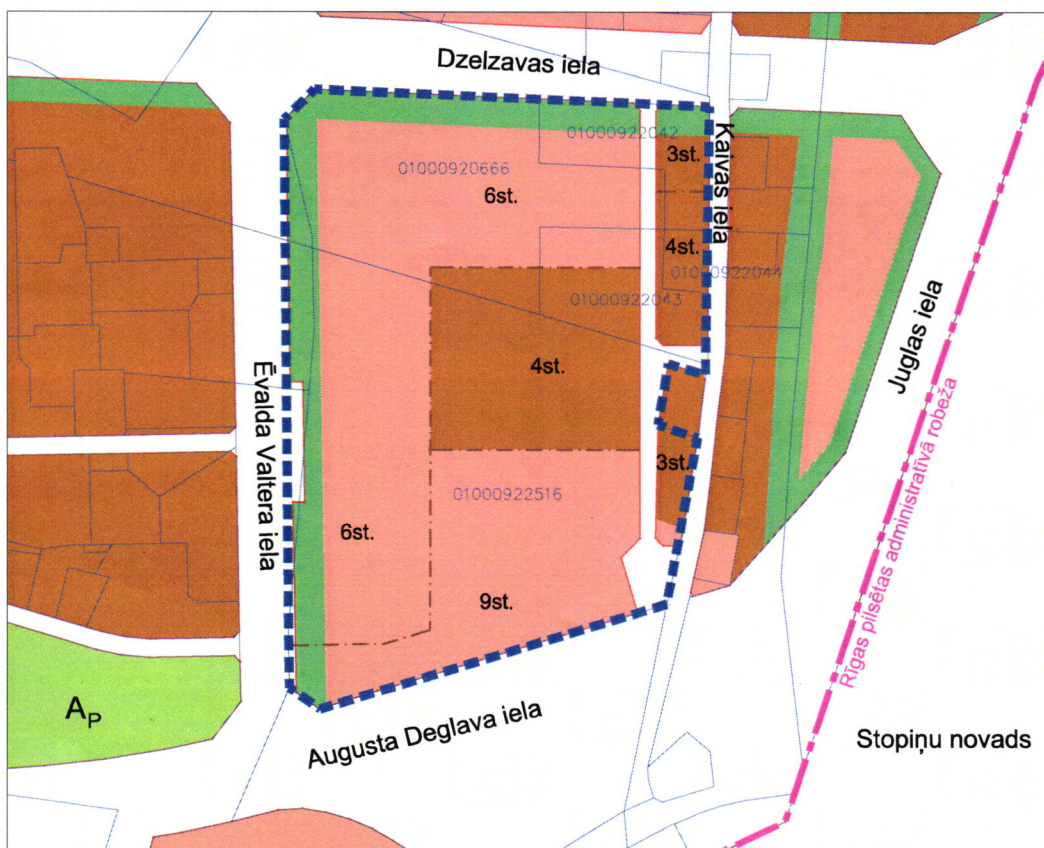 Dzelzavas iela
Kaivas iela
01000922042
3st.
01000920666
6st.
4st.
01000922044
01000922043
4st.
Juglas iela
Ēvalda Valtera iela
3st.
01000922516
6st.
9st.
Rīgas pilsētas administratīvā robeža
AP
Augusta Deglava iela
Stopiņu novads